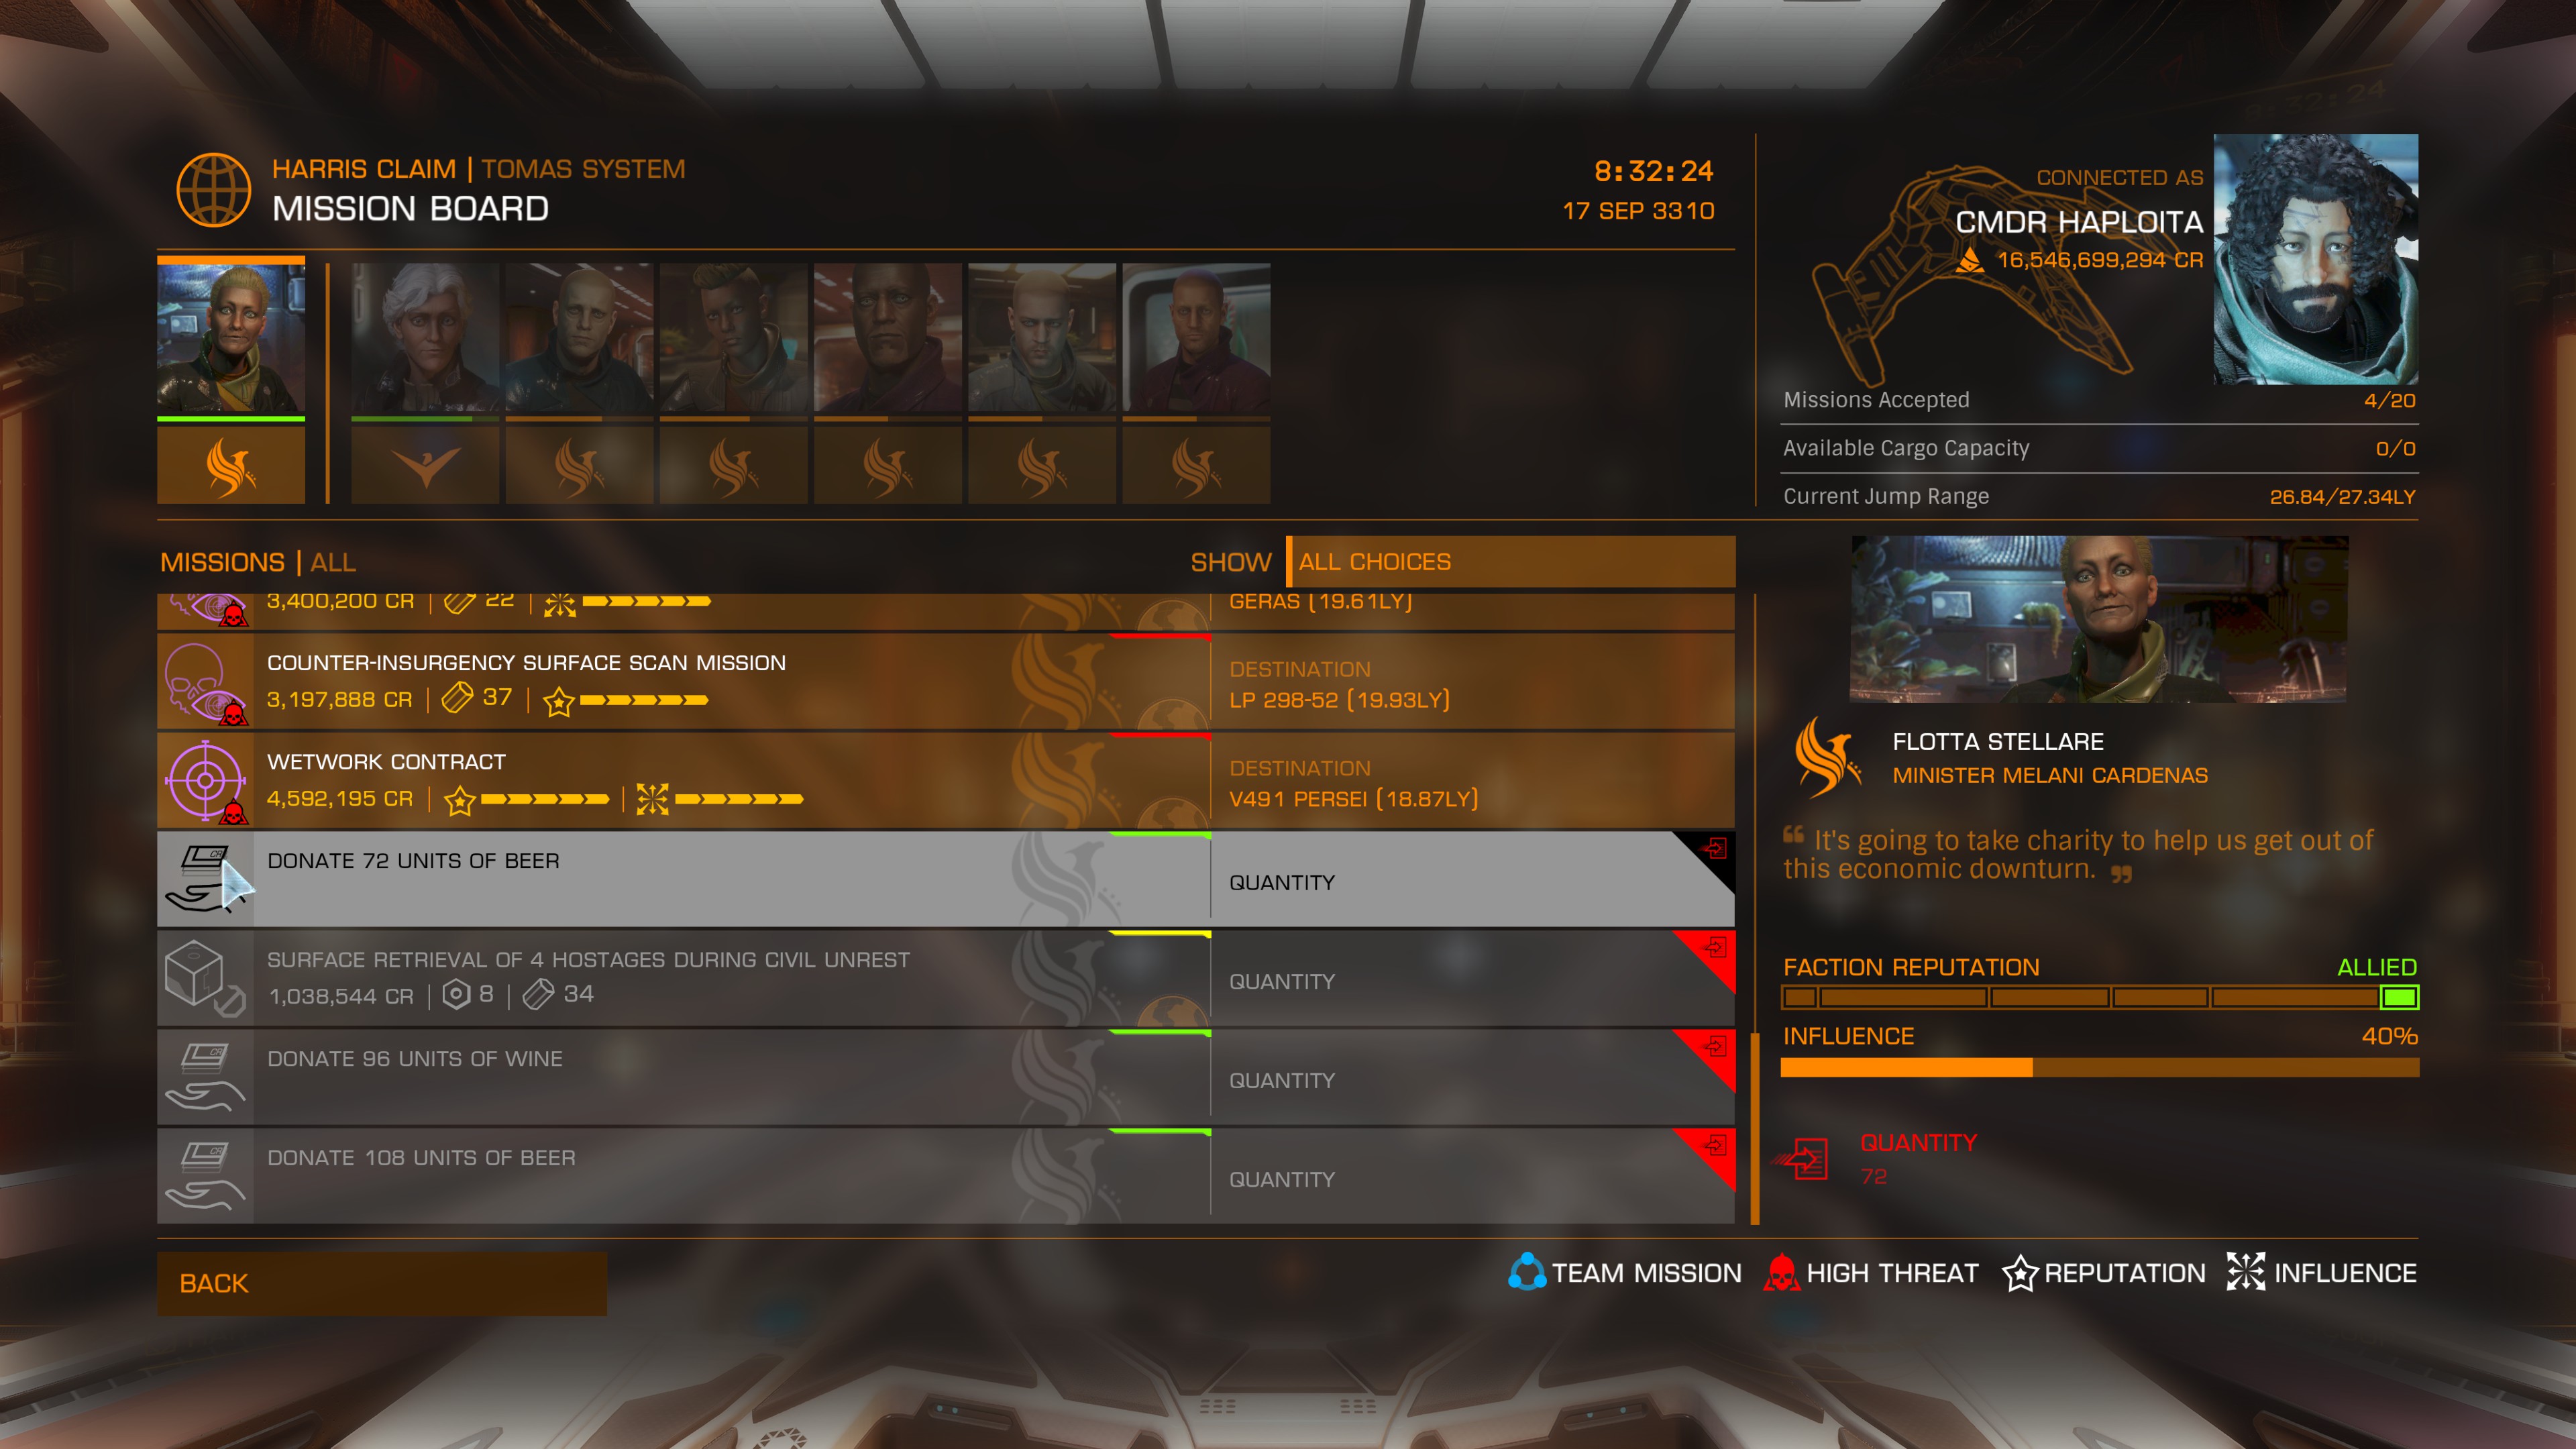 HARRIS CLAIM | TOMAS SYSTEM
MISSION BOARD
8:32:24
17 SEP 3310
8:32:24
CONNECTED AS
CMDR HAPLOITA
16,546,699,294 CR
Missions Accepted 4/20
Available Cargo Capacity 0/0
Current Jump Range 26.84/27.34LY
MISSIONS | ALL
SHOW ALL CHOICES
3,400,200 CR | 22 |
GERAS (19.61LY)
COUNTER-INSURGENCY SURFACE SCAN MISSION
3,197,888 CR | 37 |
DESTINATION
LP 298-52 (19.93LY)
WETWORK CONTRACT
4,592,195 CR | |
DESTINATION
V491 PERSEI (18.87LY)
CR
DONATE 72 UNITS OF BEER
QUANTITY
SURFACE RETRIEVAL OF 4 HOSTAGES DURING CIVIL UNREST
1,038,544 CR | 8 | 34
QUANTITY
CR
DONATE 96 UNITS OF WINE
QUANTITY
CR
DONATE 108 UNITS OF BEER
QUANTITY
FLOTTA STELLARE
MINISTER MELANI CARDENAS
“ It's going to take charity to help us get out of
this economic downturn. ”
FACTION REPUTATION ALLIED
INFLUENCE 40%
QUANTITY
72
BACK
TEAM MISSION HIGH THREAT REPUTATION INFLUENCE